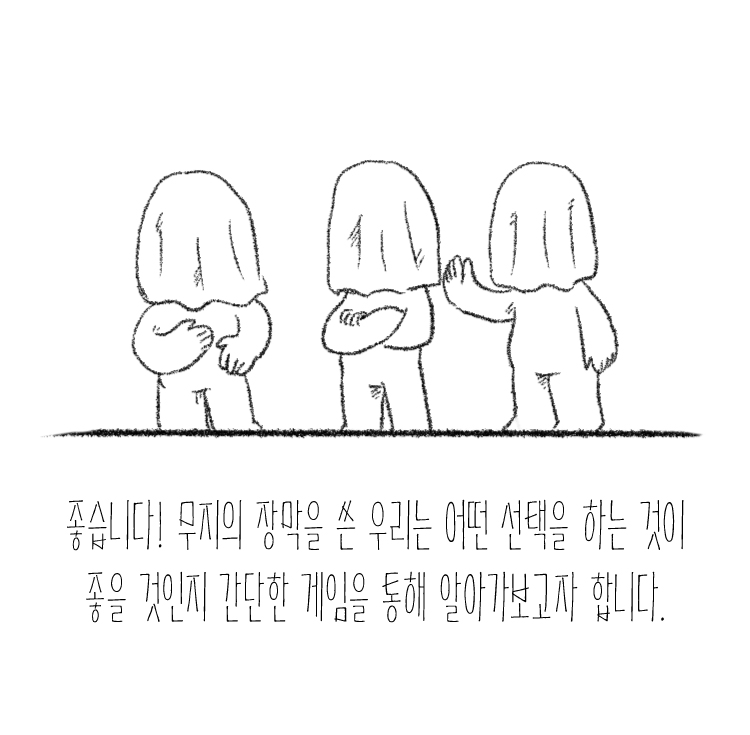 좋습니다! 무지의 장막을 쓴 우리는 어떤 선택을 하는 것이
좋을 것인지 간단한 게임을 통해 알아가보고자 합니다.